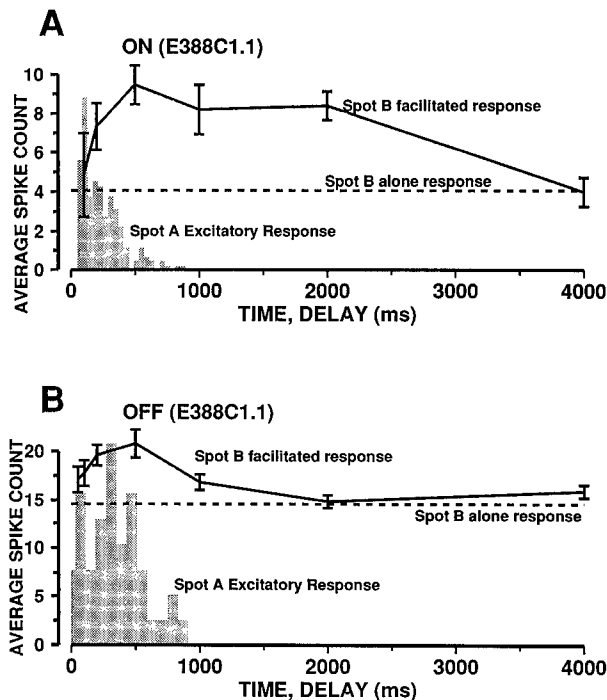 A
ON (E388C1.1)
AVERAGE SPIKE COUNT
10
8
6
4
2
0
Spot B facilitated response
Spot B alone response
Spot A Excitatory Response
0 1000 2000 3000 4000
TIME, DELAY (ms)
B
OFF (E388C1.1)
AVERAGE SPIKE COUNT
20
15
10
5
0
Spot B facilitated response
Spot B alone response
Spot A Excitatory Response
0 1000 2000 3000 4000
TIME, DELAY (ms)